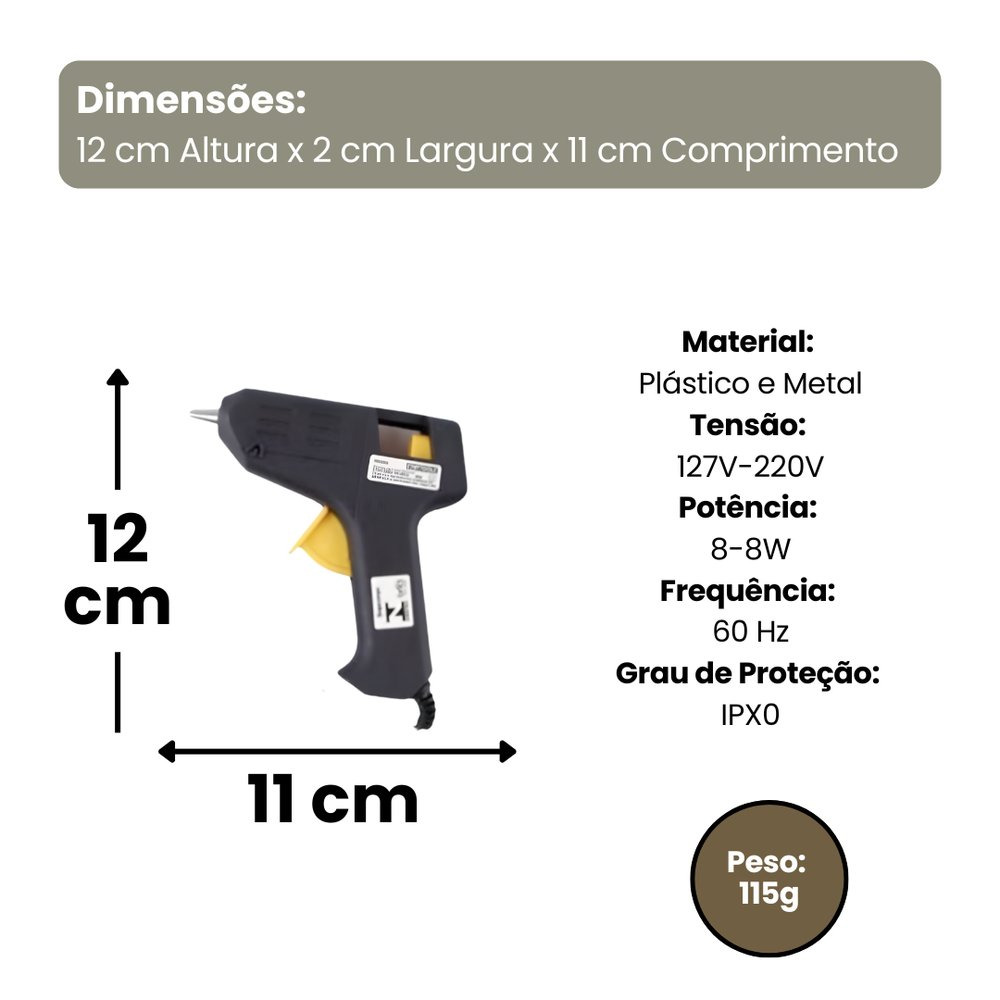 Dimensões:
12 cm Altura x 2 cm Largura x 11 cm Comprimento
Material:
Plástico e Metal
Tensão:
127V-220V
Potência:
8-8W
Frequência:
60 Hz
Grau de Proteção:
IPX0
12
cm
11 cm
Peso:
115g